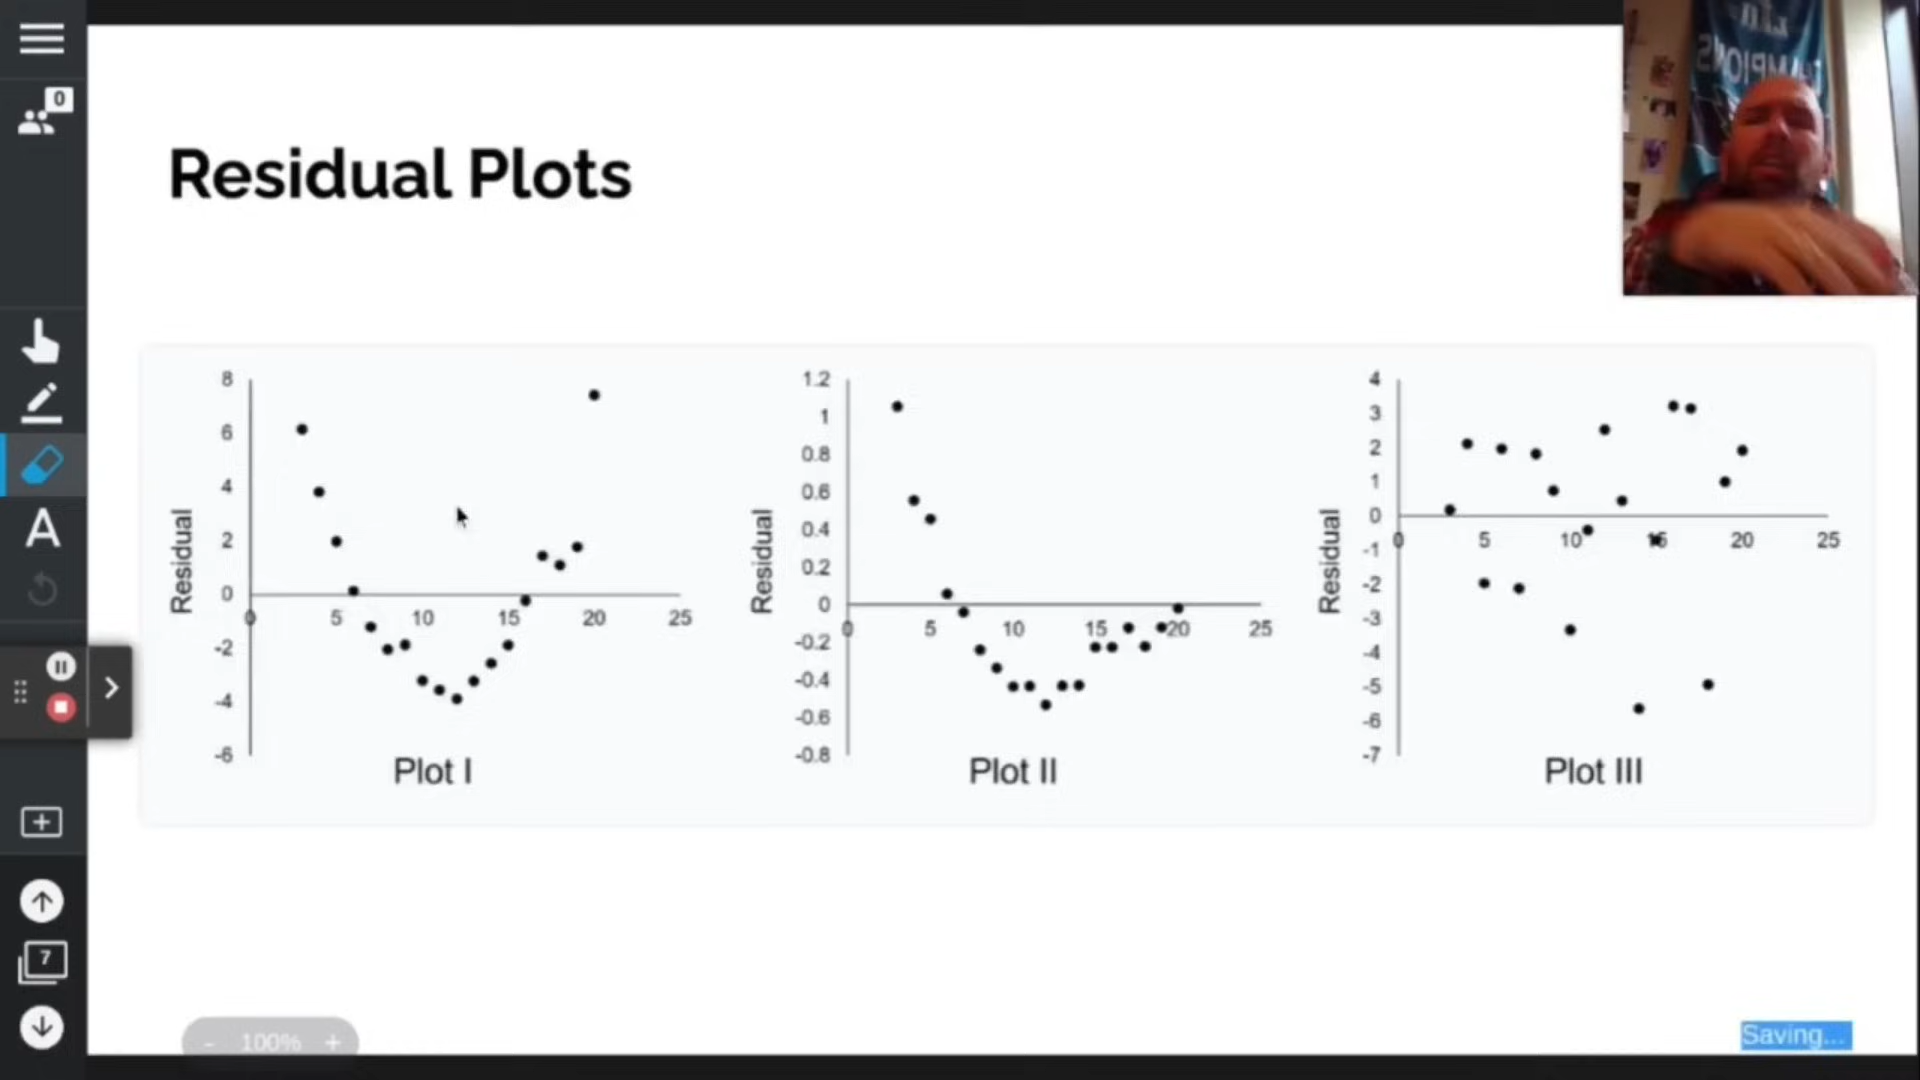 0
Residual Plots
CHAMPIONS
8
6
4
2
0
-2
-4
-6
0 5 10 15 20 25
Residual
Plot I
1.2
1
0.8
0.6
0.4
0.2
0
-0.2
-0.4
-0.6
-0.8
0 5 10 15 20 25
Residual
Plot II
4
3
2
1
0
-1
-2
-3
-4
-5
-6
-7
0 5 10 15 20 25
Residual
Plot III
A
7
- 100% +
Saving...